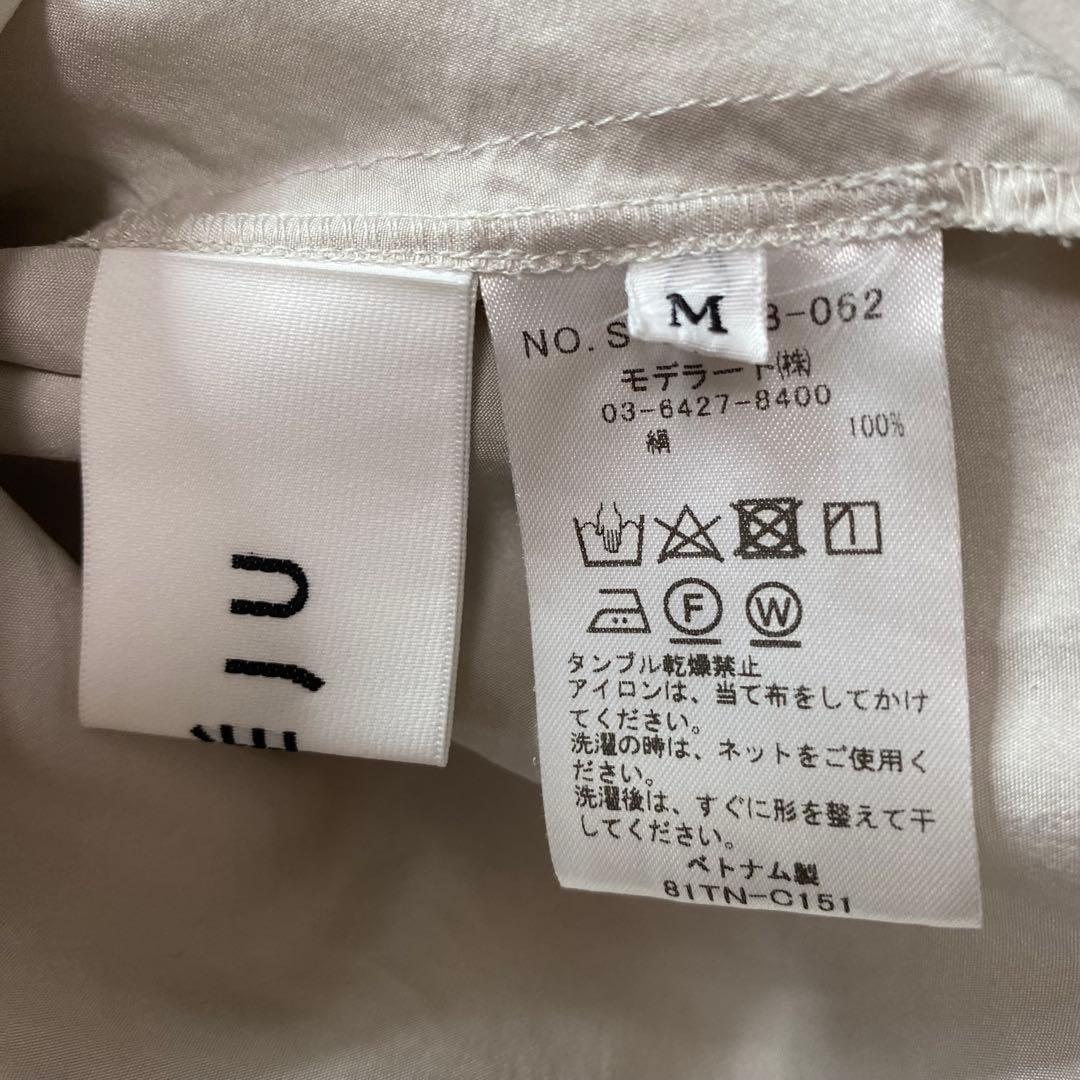 M
NO. S 3-062
モデラート(株)
03-6427-8400
絹 100%
F W
タンブル乾燥禁止
アイロンは、当て布をしてかけ
てください。
洗濯の時は、ネットをご使用く
ださい。
洗濯後は、すぐに形を整えて干
してください。
ベトナム製
81TN-C151